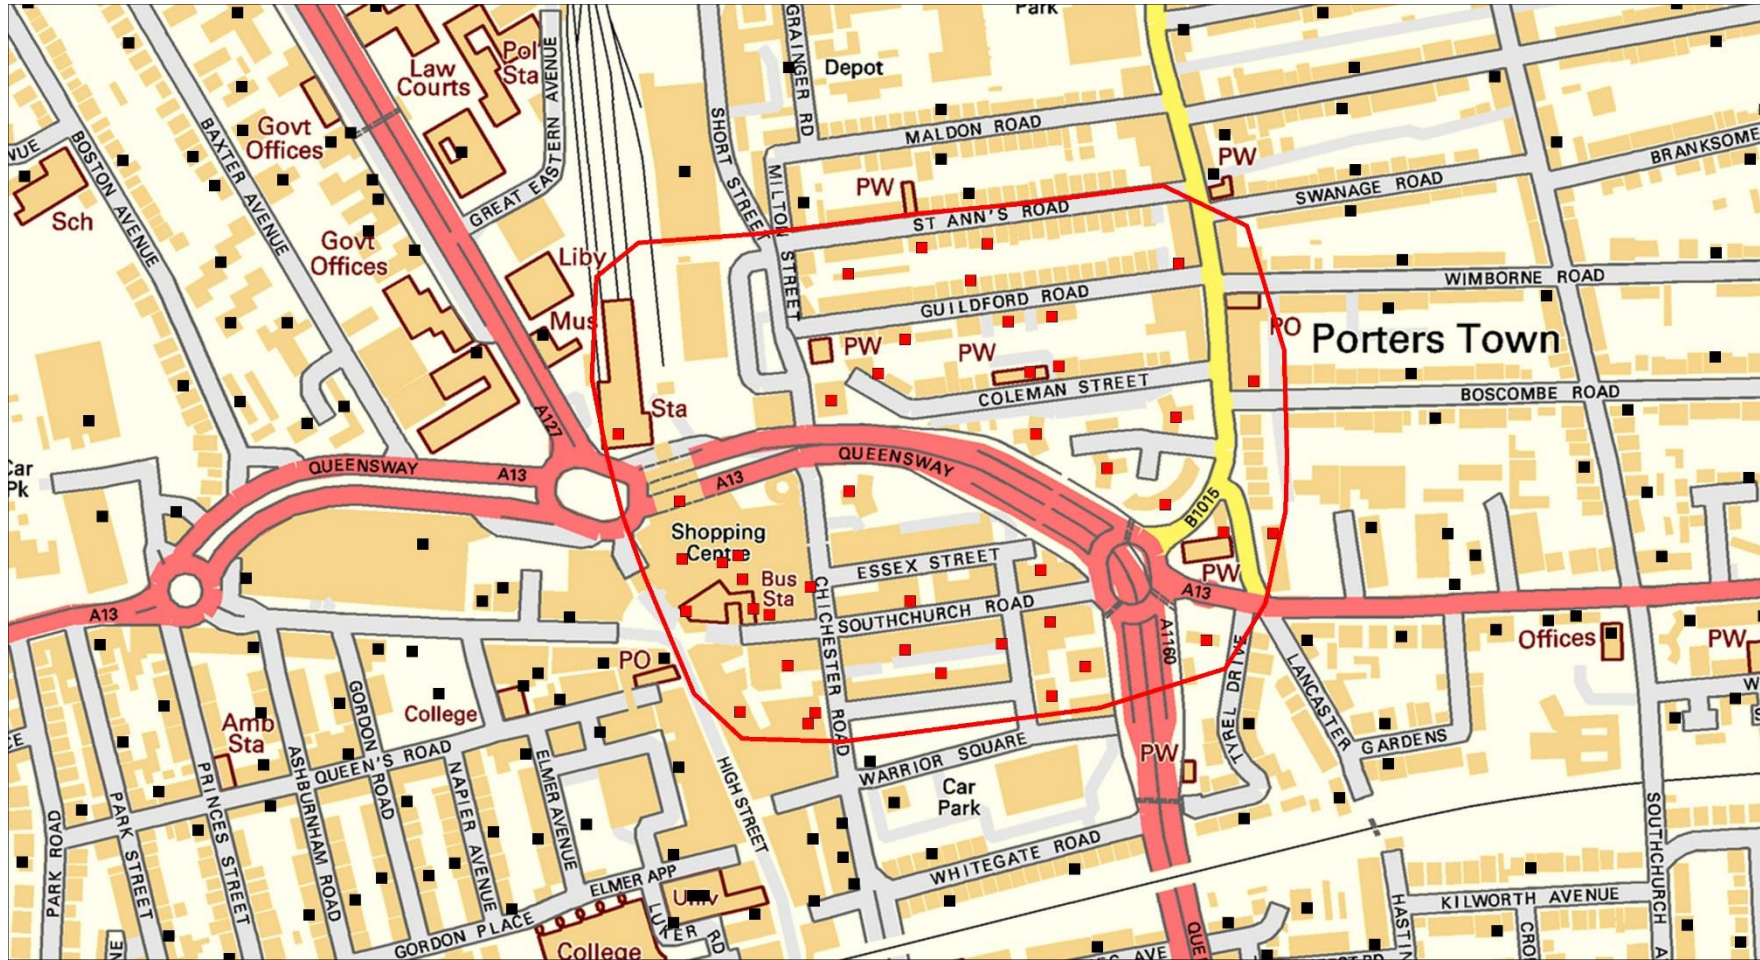 Park
GRAINGER RD
Pol
Sta
Law
Courts
Depot
GREAT EASTERN AVENUE
SHORT STREET
MALDON ROAD
Govt
Offices
BOSTON AVENUE
BAXTER AVENUE
BRANKSOME
PW
PW
SWANAGE ROAD
MILTON STREET
Sch
ST ANN'S ROAD
Govt
Offices
Liby
WIMBORNE ROAD
GUILDFORD ROAD
Mus
PO
Porters Town
PW
PW
COLEMAN STREET
BOSCOMBE ROAD
Sta
A127
Car
Pk
QUEENSWAY
A13
QUEENSWAY
A13
B1015
Shopping
Centre
ESSEX STREET
Bus
Sta
PW
A13
A13
CHICHESTER ROAD
SOUTHCHURCH ROAD
A1160
Offices
PW
PO
TYREL DRIVE
LANCASTER
GARDENS
GORDON ROAD
College
Amb
Sta
QUEEN'S ROAD
WARRIOR SQUARE
PW
HIGH STREET
Car
Park
PARK ROAD
PARK STREET
PRINCES STREET
ASHBURNHAM ROAD
NAPIER AVENUE
ELMER AVENUE
SOUTHCHURCH A
WHITEGATE ROAD
ELMER APP
Univ
KILWORTH AVENUE
GORDON PLACE
LUKER RD
College
HASTIN
CRO
QUE
AVE